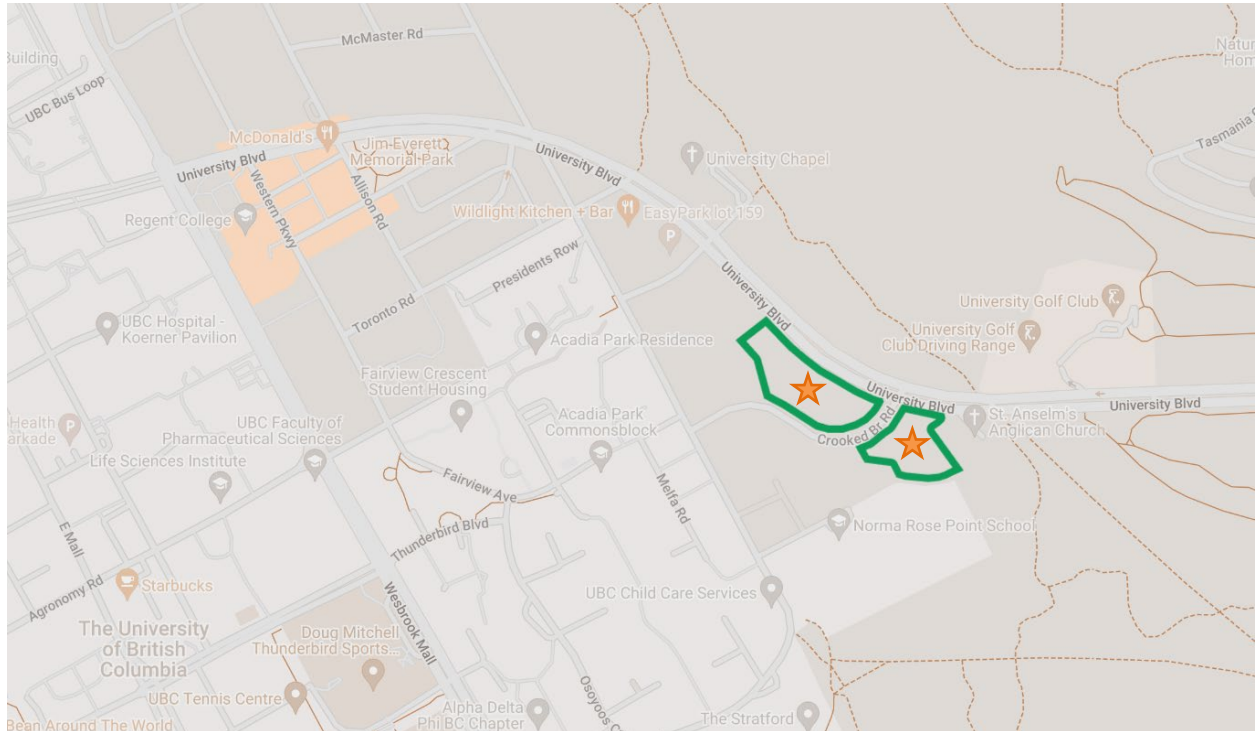 McMaster Rd
Natur
Hom
Building
UBC Bus Loop
McDonald's
Jim Everett
Memorial Park
University Blvd
University Blvd
University Chapel
Tasmania C
Western Pkwy
Allison Rd
Regent College
Wildlight Kitchen + Bar
EasyPark lot 159
Presidents Row
University Blvd
University Golf Club
Toronto Rd
UBC Hospital -
Koerner Pavilion
Acadia Park Residence
University Golf
Club Driving Range
Fairview Crescent
Student Housing
University Blvd
University Blvd
Health
arkade
UBC Faculty of
Pharmaceutical Sciences
Acadia Park
Commonsblock
Crooked Br Rd
St. Anselm's
Anglican Church
Life Sciences Institute
Fairview Ave
Melfa Rd
E Mall
Thunderbird Blvd
Norma Rose Point School
Agronomy Rd
Starbucks
Wesbrook Mall
UBC Child Care Services
The University
of British
Columbia
Doug Mitchell
Thunderbird Sports...
UBC Tennis Centre
Osoyoos C
Alpha Delta
Phi BC Chapter
The Stratford
Bean Around The World